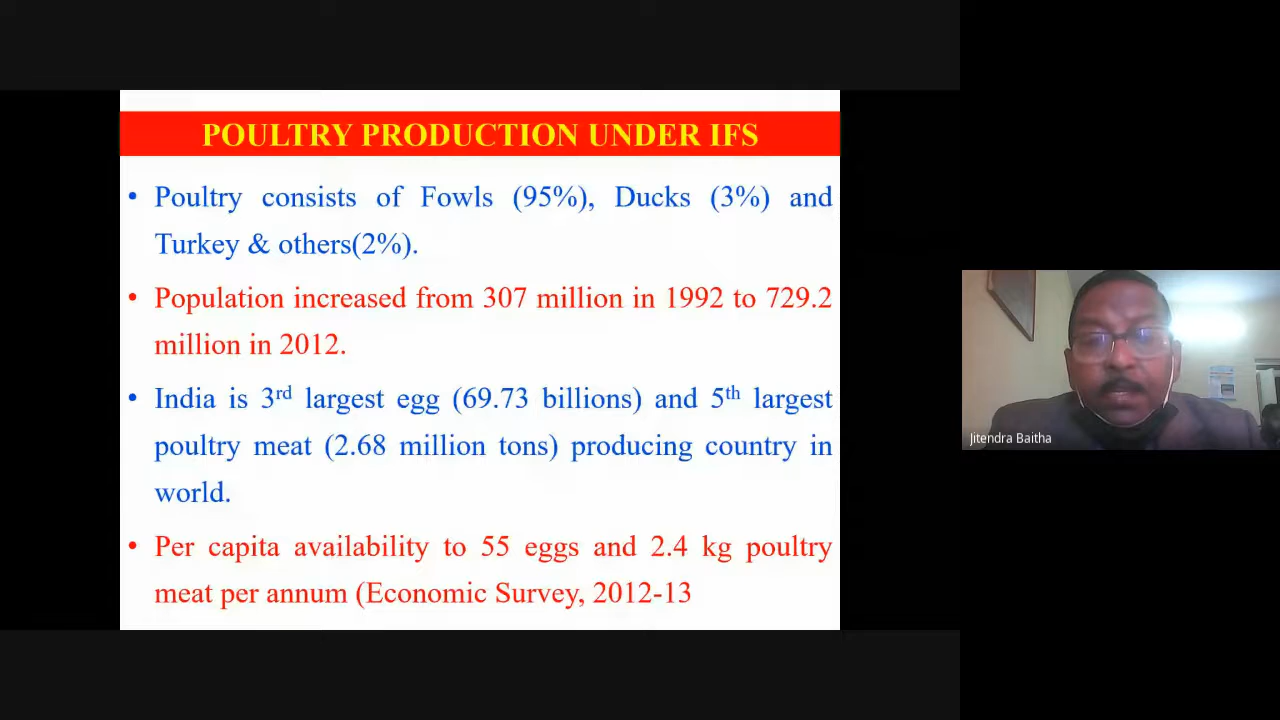 POULTRY PRODUCTION UNDER IFS
• Poultry consists of Fowls (95%), Ducks (3%) and
Turkey & others(2%).
• Population increased from 307 million in 1992 to 729.2
million in 2012.
• India is 3rd largest egg (69.73 billions) and 5th largest
poultry meat (2.68 million tons) producing country in
world.
• Per capita availability to 55 eggs and 2.4 kg poultry
meat per annum (Economic Survey, 2012-13
Jitendra Baitha